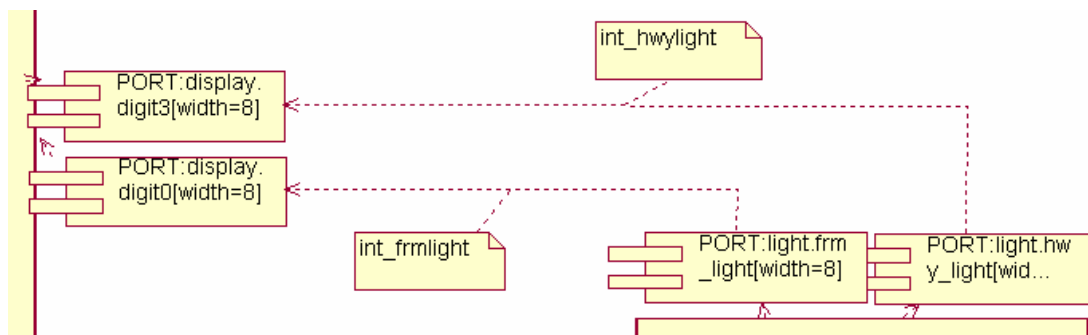 int_hwylight
PORT:display.
digit3[width=8]
PORT:display.
digit0[width=8]
int_frmlight
PORT:light.frm
_light[width=8]
PORT:light.hw
y_light[wid...